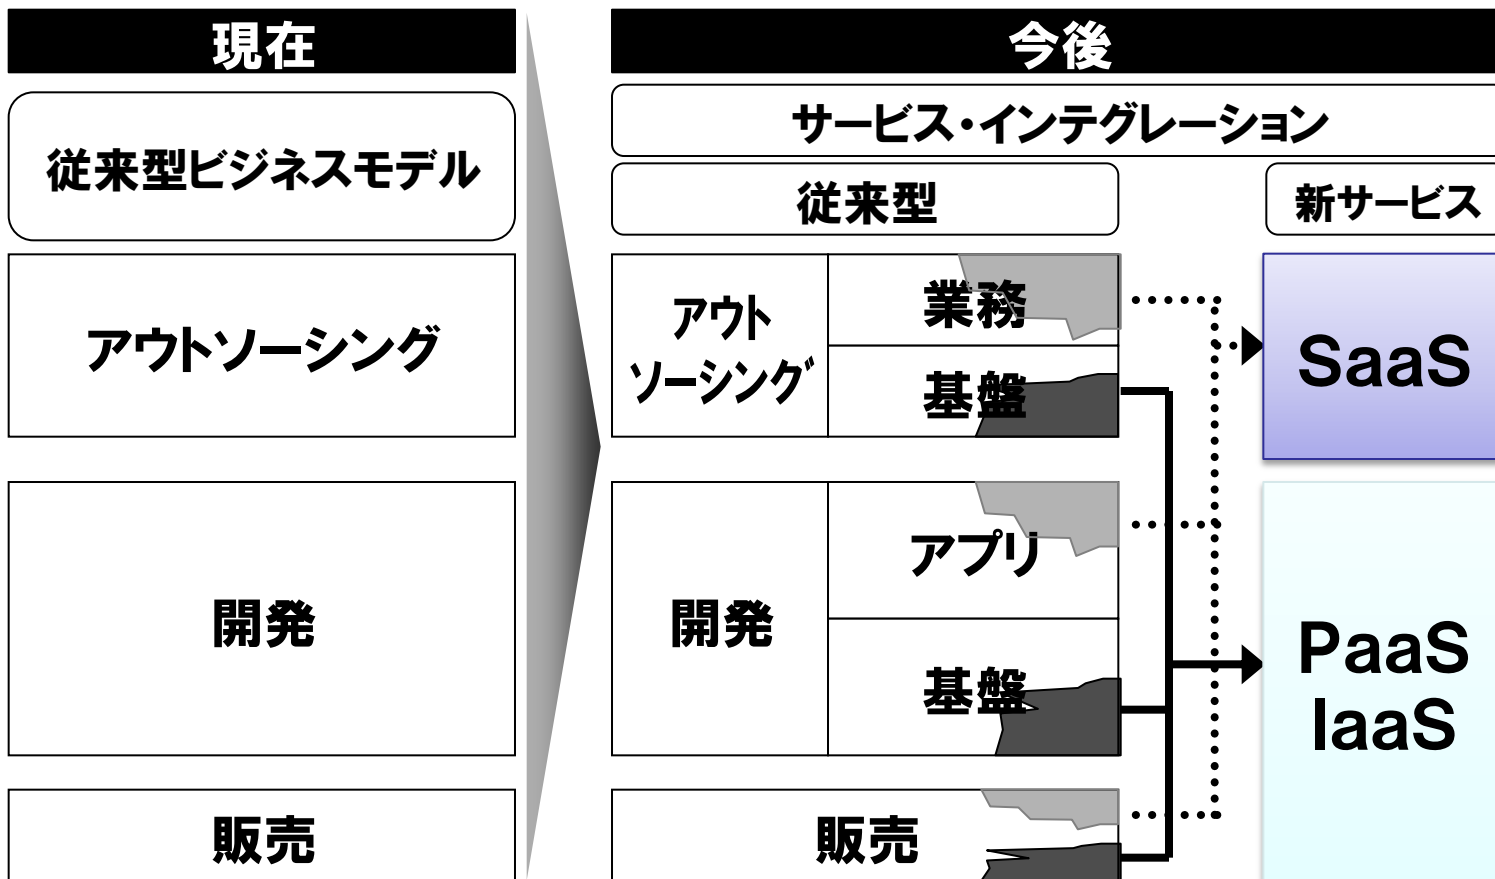 現在
今後
従来型ビジネスモデル
サービス・インテグレーション
従来型
新サービス
アウトソーシング
アウト
ソーシング
業務
基盤
SaaS
開発
開発
アプリ
基盤
PaaS
IaaS
販売
販売